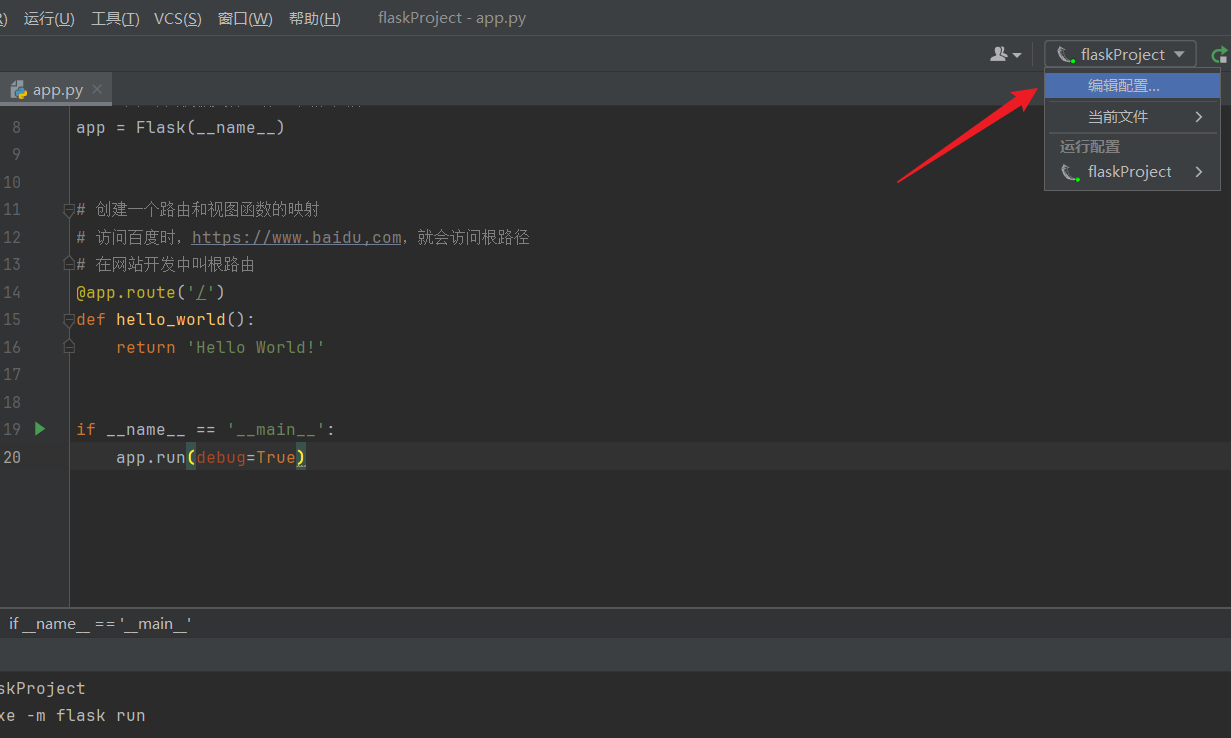 运行(U) 工具(T) VCS(S) 窗口(W) 帮助(H) flaskProject - app.py
flaskProject
app.py
编辑配置...
当前文件
运行配置
flaskProject
8 app = Flask(__name__)
9
10
11 # 创建一个路由和视图函数的映射
12 # 访问百度时，https://www.baidu,com，就会访问根路径
13 # 在网站开发中叫根路由
14 @app.route('/')
15 def hello_world():
16 return 'Hello World!'
17
18
19 if __name__ == '__main__':
20 app.run(debug=True)
if __name__ == '__main__'
skProject
xe -m flask run